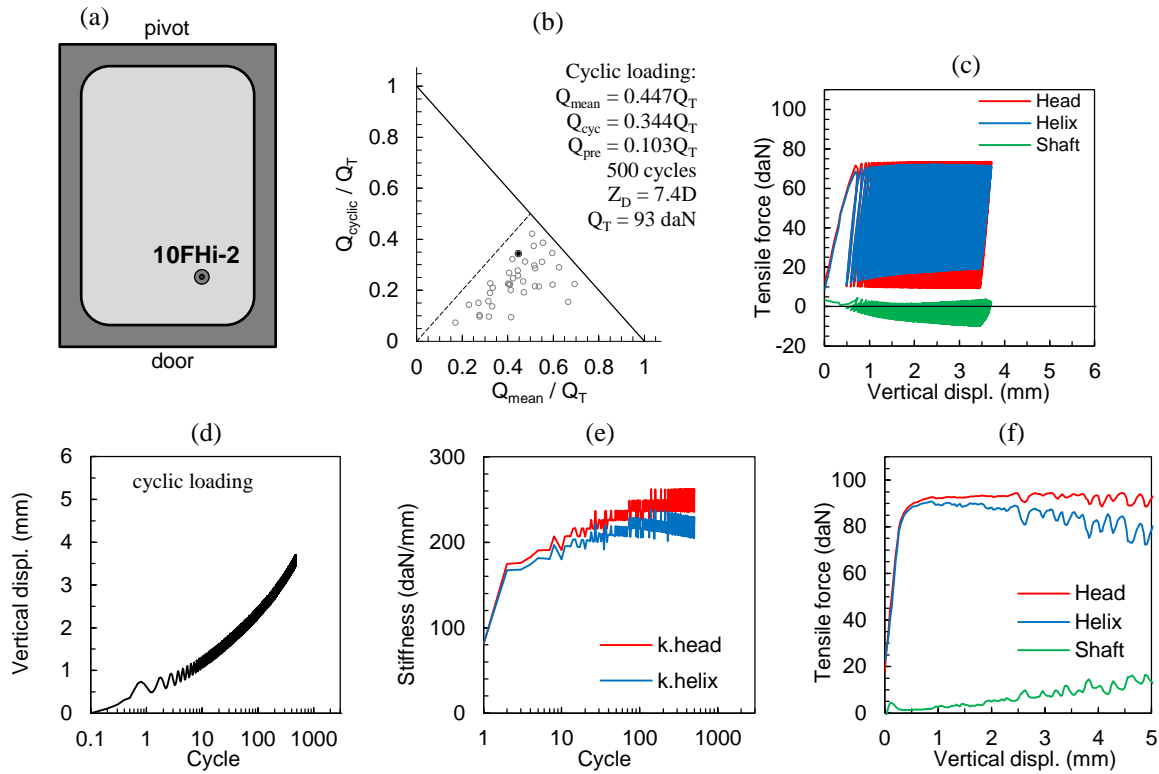 (a)
pivot
10FHi-2
door
(b)
Cyclic loading:
Q_mean = 0.447Q_T
Q_cyc = 0.344Q_T
Q_pre = 0.103Q_T
500 cycles
Z_D = 7.4D
Q_T = 93 daN
Q_cyclic / Q_T
1
0.8
0.6
0.4
0.2
0
0 0.2 0.4 0.6 0.8 1
Q_mean / Q_T
(c)
Tensile force (daN)
100
80
60
40
20
0
-20
Head
Helix
Shaft
0 1 2 3 4 5 6
Vertical displ. (mm)
(d)
Vertical displ. (mm)
6
5
4
3
2
1
0
cyclic loading
0.1 1 10 100 1000
Cycle
(e)
Stiffness (daN/mm)
300
200
100
0
k.head
k.helix
1 10 100 1000
Cycle
(f)
Tensile force (daN)
100
80
60
40
20
0
Head
Helix
Shaft
0 1 2 3 4 5
Vertical displ. (mm)